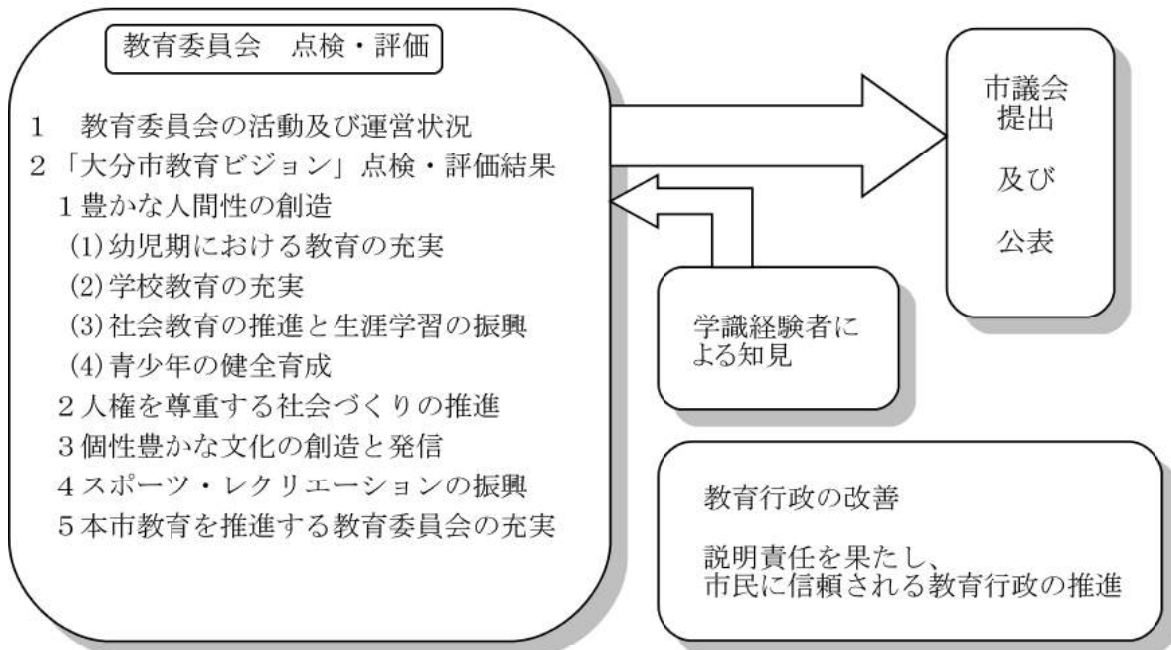 教育委員会　点検・評価
1　教育委員会の活動及び運営状況
2「大分市教育ビジョン」点検・評価結果
1豊かな人間性の創造
(1)幼児期における教育の充実
(2)学校教育の充実
(3)社会教育の推進と生涯学習の振興
(4)青少年の健全育成
2人権を尊重する社会づくりの推進
3個性豊かな文化の創造と発信
4スポーツ・レクリエーションの振興
5本市教育を推進する教育委員会の充実
市議会
提出
及び
公表
学識経験者に
よる知見
教育行政の改善
説明責任を果たし、
市民に信頼される教育行政の推進